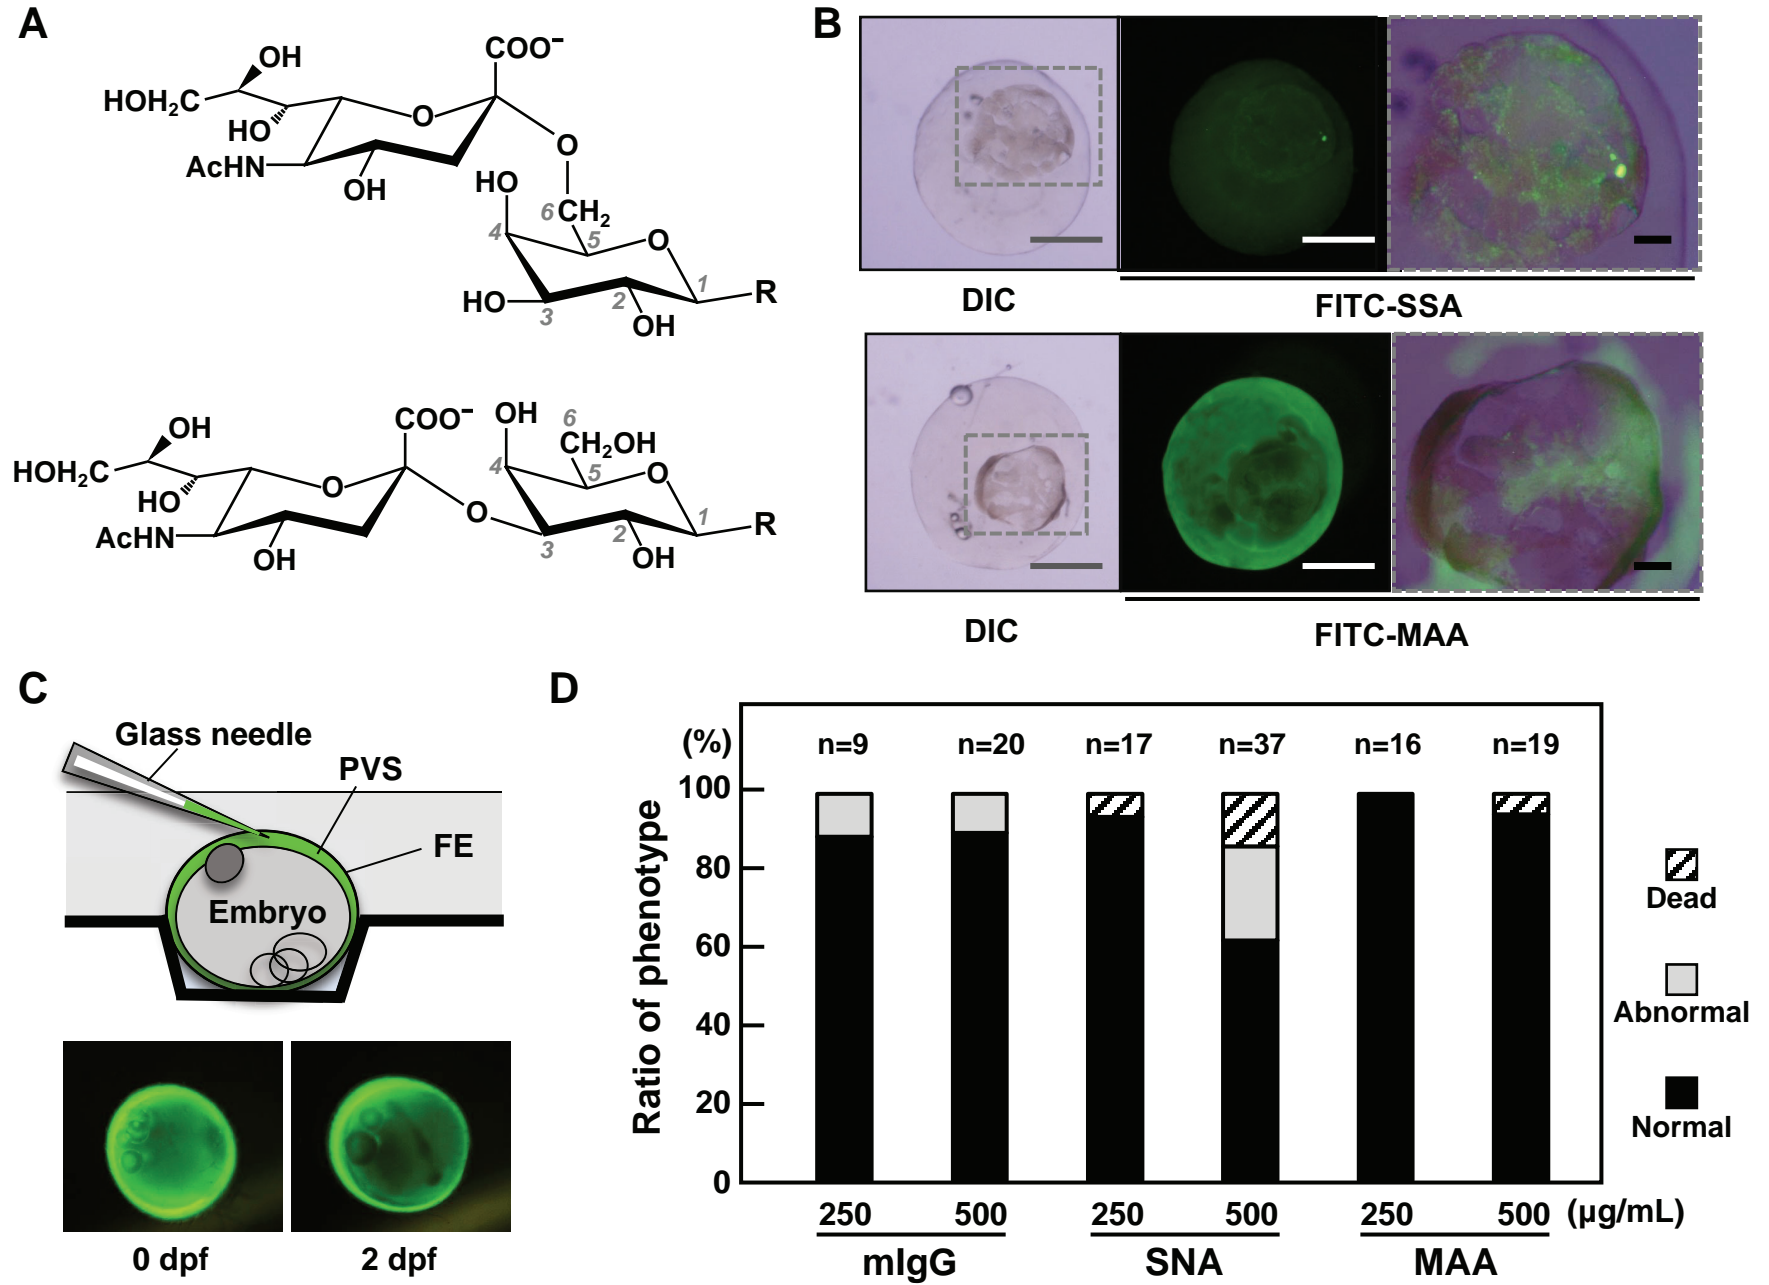 A
COO⁻
OH
HOH₂C
O
HO
O
AcHN
OH
HO
6
CH₂
4
5
O
1
R
HO
2
3
OH
COO⁻
OH
6
OH
CH₂OH
HOH₂C
4
5
O
O
HO
O
1
R
AcHN
2
3
OH
OH
B
DIC
FITC-SSA
DIC
FITC-MAA
C
Glass needle
PVS
FE
Embryo
0 dpf
2 dpf
D
(%)
n=9 n=20 n=17 n=37 n=16 n=19
100
80
60
40
20
0
Ratio of phenotype
250 500 250 500 250 500 (µg/mL)
mIgG SNA MAA
Dead
Abnormal
Normal